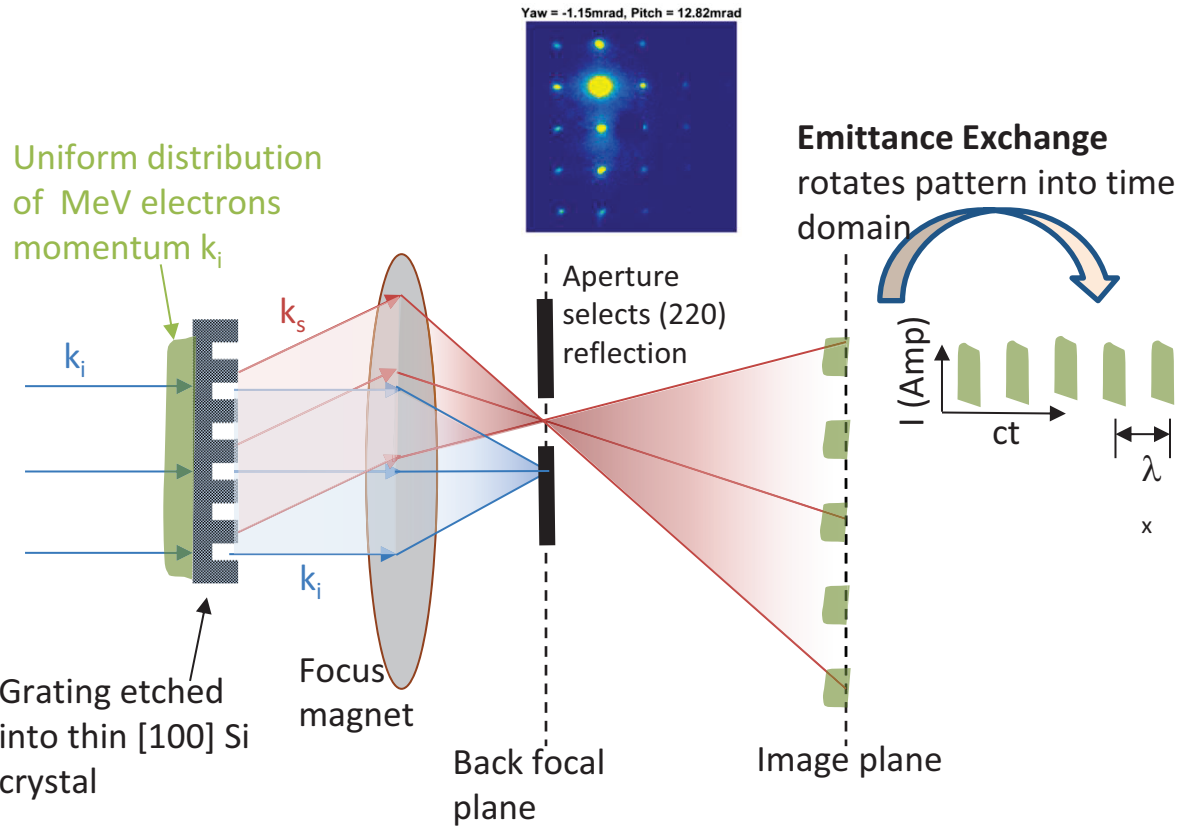 Yaw = -1.15mrad, Pitch = 12.82mrad
Uniform distribution
of MeV electrons
momentum kᵢ
Emittance Exchange
rotates pattern into time
domain
Aperture
selects (220)
reflection
kₛ
kᵢ
kᵢ
I (Amp)
ct
λ
x
Focus
magnet
Grating etched
into thin [100] Si
crystal
Back focal
plane
Image plane